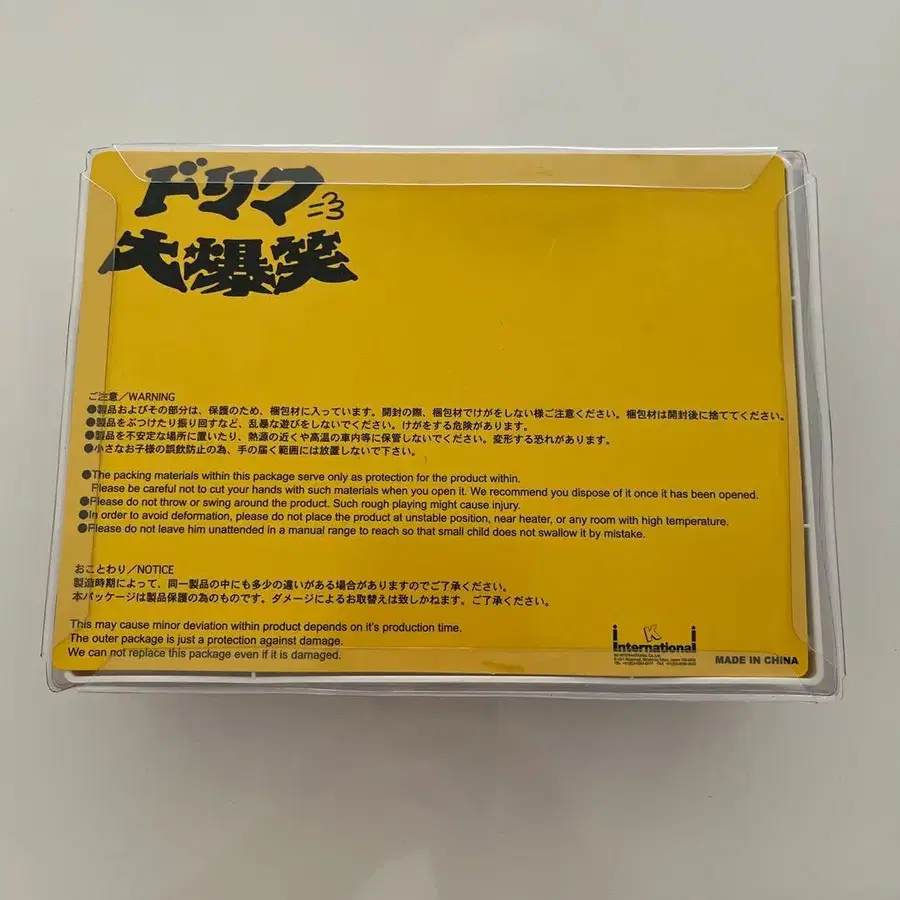 ドリフ
大爆笑
ご注意／WARNING
●製品およびその部分は、保護のため、梱包材に入っています。開封の際、梱包材でけがをしない様ご注意ください。梱包材は開封後に捨ててください。
●製品をぶつけたり振り回すなど、乱暴な遊びをしないでください。けがをする危険があります。
●製品を不安定な場所に置いたり、熱源の近くや高温の車内等に保管しないでください。変形する恐れがあります。
●小さなお子様の誤飲防止の為、手の届く範囲には放置しないで下さい。
●The packing materials within this package serve only as protection for the product within.
Please be careful not to cut your hands with such materials when you open it. We recommend you dispose of it once it has been opened.
●Please do not throw or swing around the product. Such rough playing might cause injury.
●In order to avoid deformation, please do not place the product at unstable position, near heater, or any room with high temperature.
●Please do not leave him unattended in a manual range to reach so that small child does not swallow it by mistake.
おことわり／NOTICE
製造時期によって、同一製品の中にも多少の違いがある場合がありますのでご了承ください。
本パッケージは製品保護の為のものです。ダメージによるお取替えは致しかねます。ご了承ください。
This may cause minor deviation within product depends on it's production time.
The outer package is just a protection against damage.
We can not replace this package even if it is damaged.
K
international
MADE IN CHINA